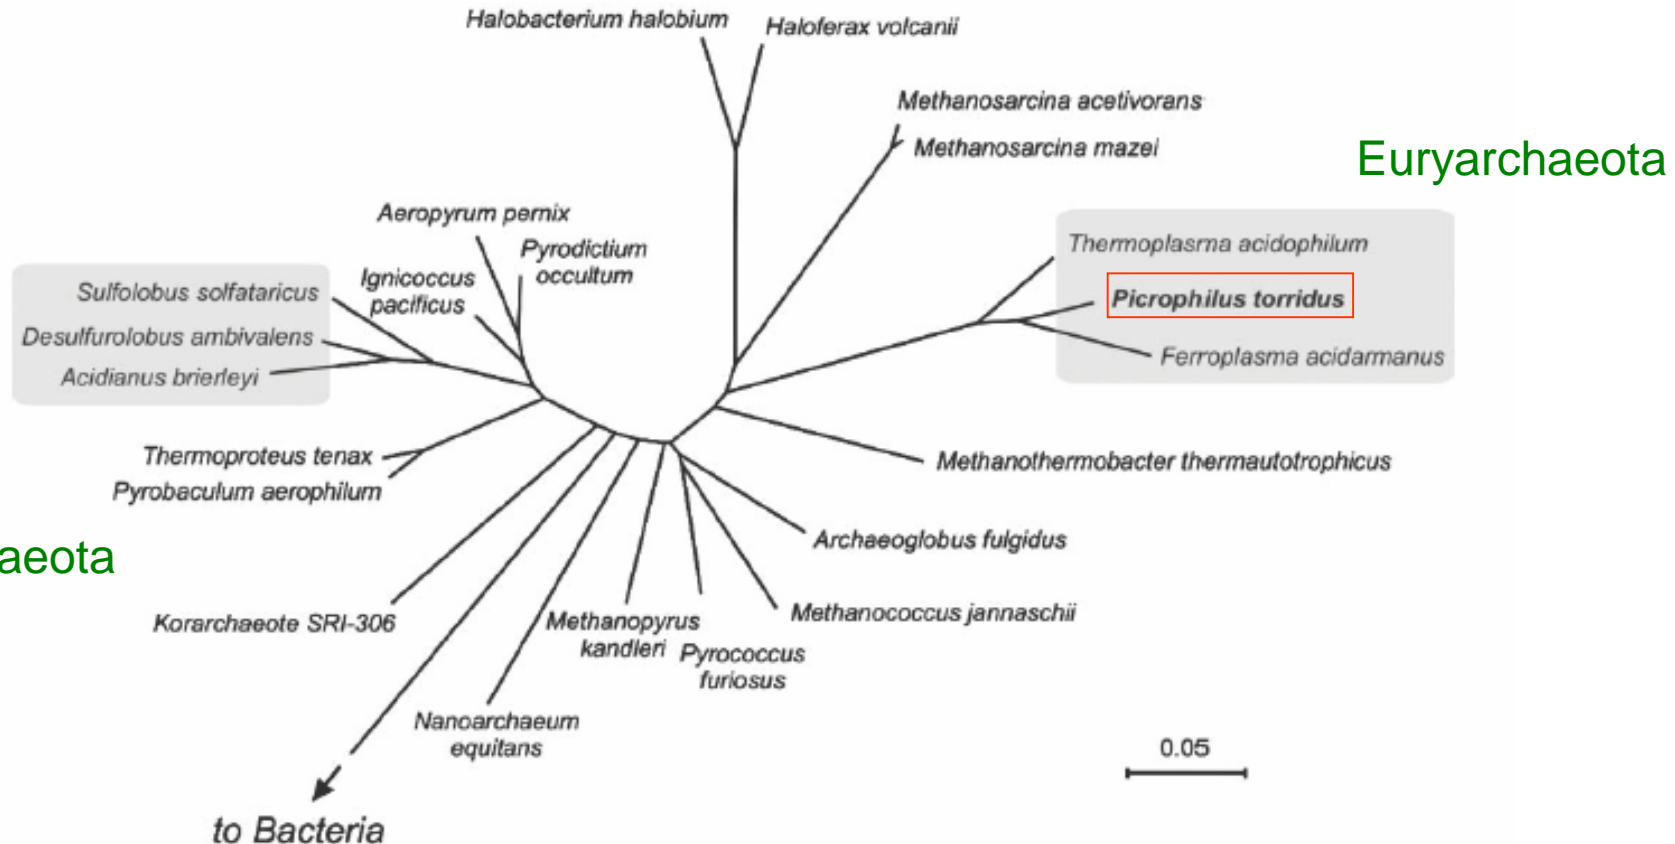 Halobacterium halobium
Haloferax volcanii
Methanosarcina acetivorans
Methanosarcina mazei
Euryarchaeota
Aeropyrum pernix
Pyrodictium
occultum
Ignicoccus
pacificus
Thermoplasma acidophilum
Picrophilus torridus
Ferroplasma acidarmanus
Sulfolobus solfataricus
Desulfurolobus ambivalens
Acidianus brierleyi
Thermoproteus tenax
Pyrobaculum aerophilum
Methanothermobacter thermautotrophicus
aeota
Archaeoglobus fulgidus
Korarchaeote SRI-306
Methanopyrus
kandleri
Pyrococcus
furiosus
Methanococcus jannaschii
Nanoarchaeum
equitans
0.05
to Bacteria